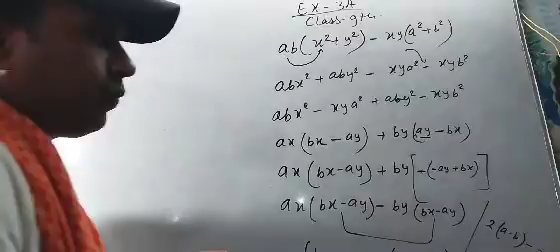 EX-3A
Class-9th
ab(x²+y²) - xy(a²+b²)
abx² + aby² - xya² - xyb²
abx² - xya² + aby² - xyb²
ax(bx-ay) + by(ay-bx)
ax(bx-ay) + by[-(-ay+bx)]
ax(bx-ay) - by(bx-ay)
2(a-b)